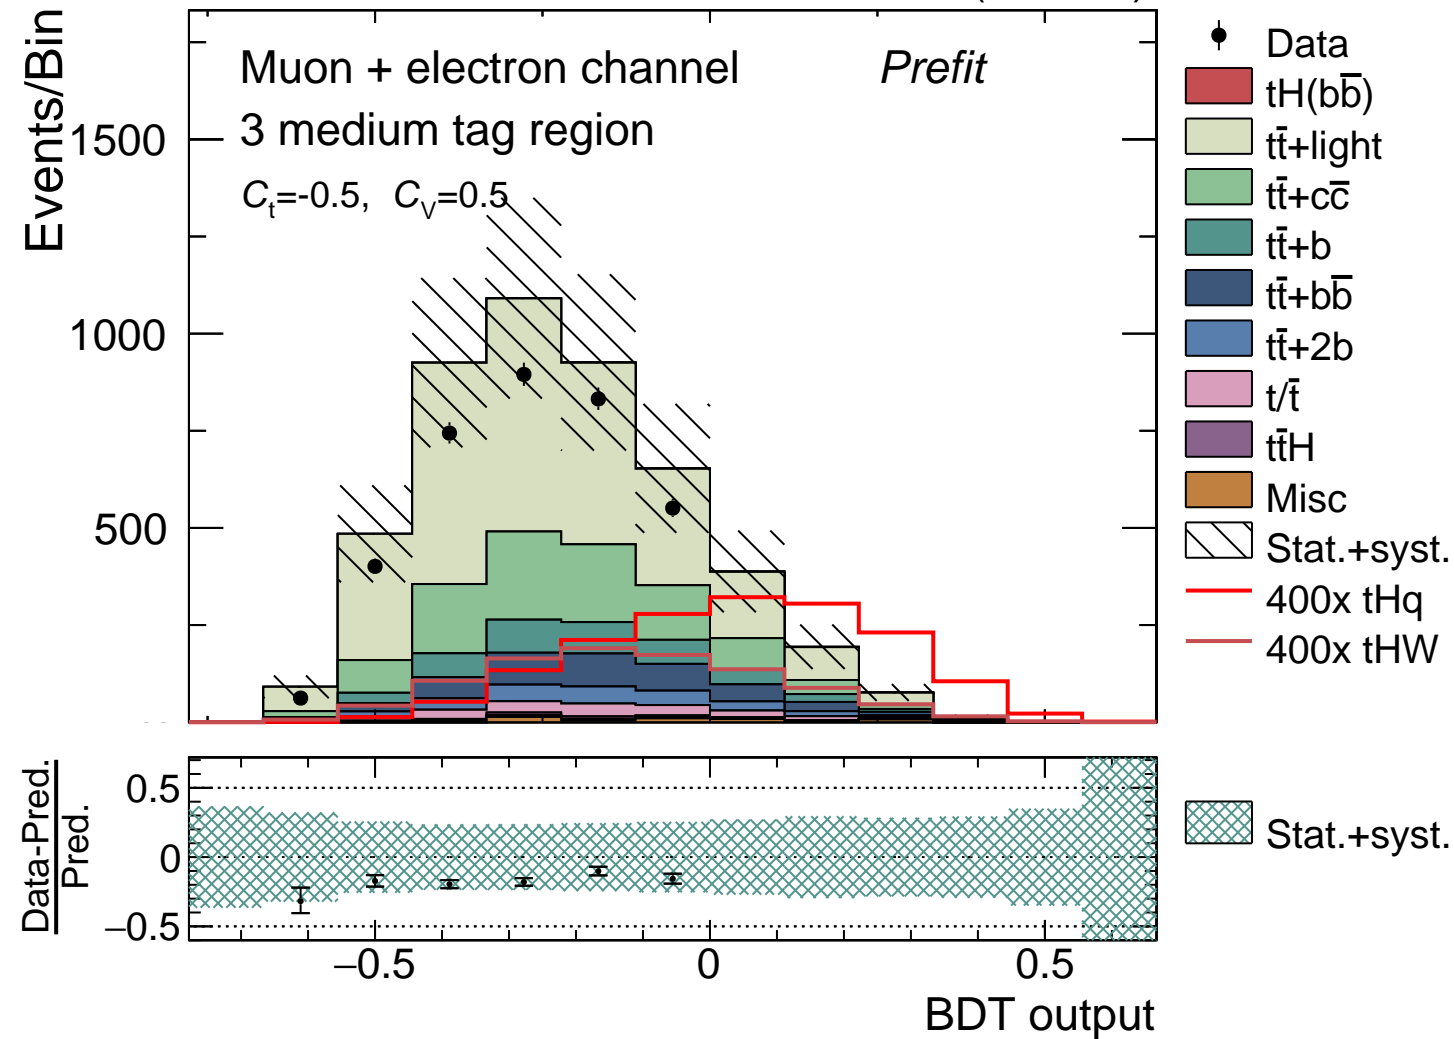 Events/Bin
1500
1000
500
Muon + electron channel
Prefit
3 medium tag region
Cₜ=-0.5, C_V=0.5
Data
tH(bb̅)
tt̅+light
tt̅+cc̅
tt̅+b
tt̅+bb̅
tt̅+2b
t/t̅
tt̅H
Misc
Stat.+syst.
400x tHq
400x tHW
Data-Pred.
Pred.
0.5
0
−0.5
Stat.+syst.
−0.5
0
0.5
BDT output